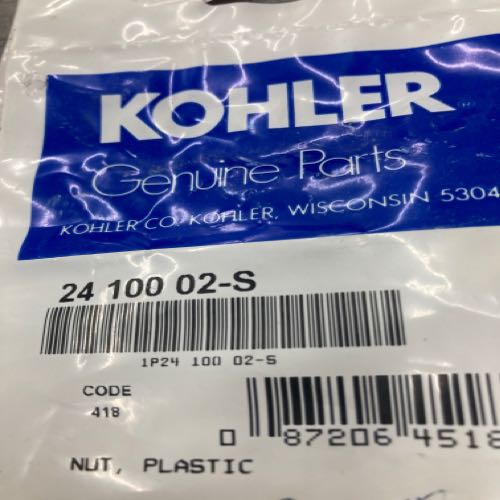 KOHLER
Genuine Parts
KOHLER CO. KOHLER, WISCONSIN 5304
24 100 02-S
1P24 100 02-S
CODE
418
0 87206 4518
NUT, PLASTIC